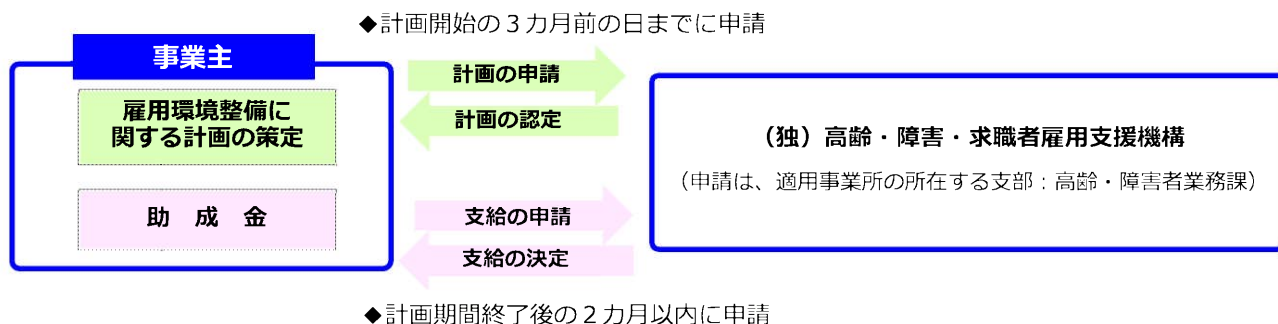 ◆計画開始の３カ月前の日までに申請
事業主
計画の申請
雇用環境整備に
関する計画の策定
計画の認定
（独）高齢・障害・求職者雇用支援機構
（申請は、適用事業所の所在する支部：高齢・障害者業務課）
助　成　金
支給の申請
支給の決定
◆計画期間終了後の２カ月以内に申請